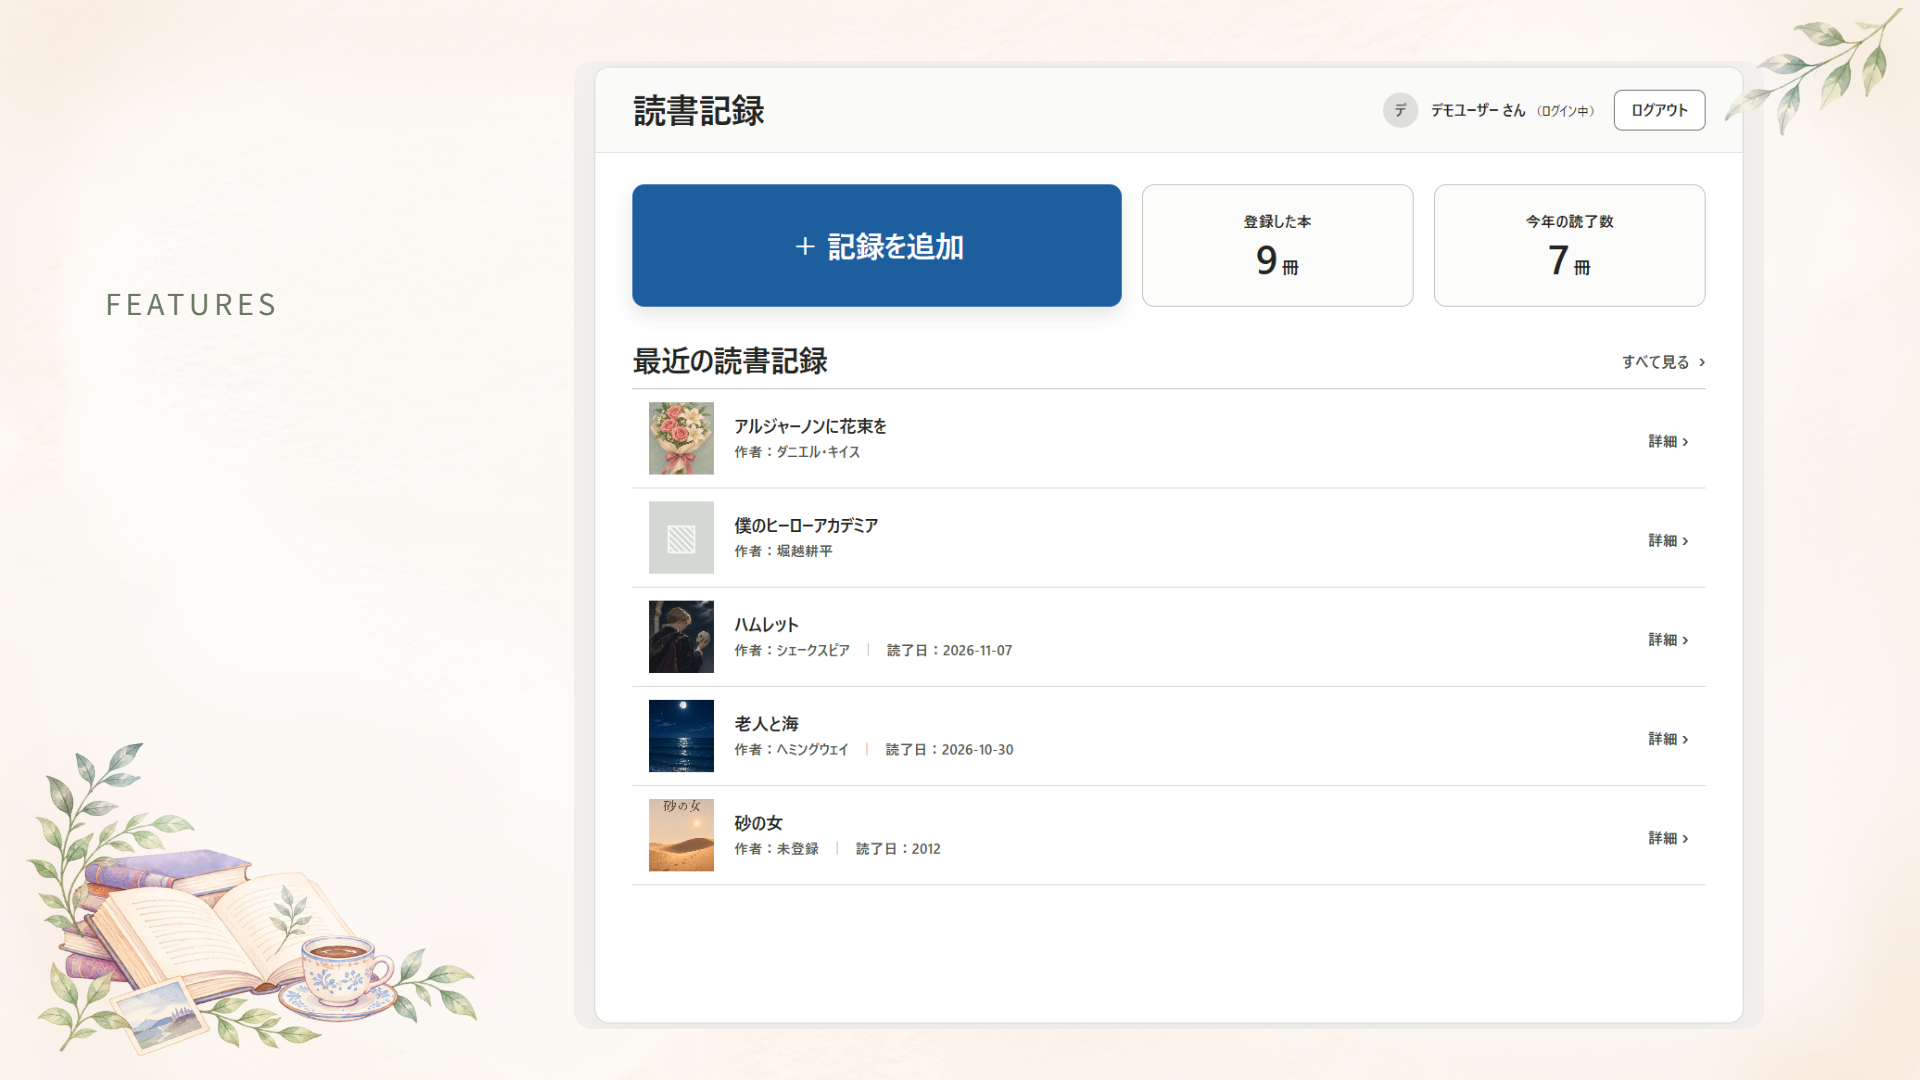 FEATURES
読書記録
デ デモユーザー さん (ログイン中) ログアウト
+ 記録を追加
登録した本
9 冊
今年の読了数
7 冊
最近の読書記録
すべて見る ›
アルジャーノンに花束を
作者：ダニエル・キイス
詳細 ›
僕のヒーローアカデミア
作者：堀越耕平
詳細 ›
ハムレット
作者：シェークスピア | 読了日：2026-11-07
詳細 ›
老人と海
作者：ヘミングウェイ | 読了日：2026-10-30
詳細 ›
砂の女
砂の女
作者：未登録 | 読了日：2012
詳細 ›